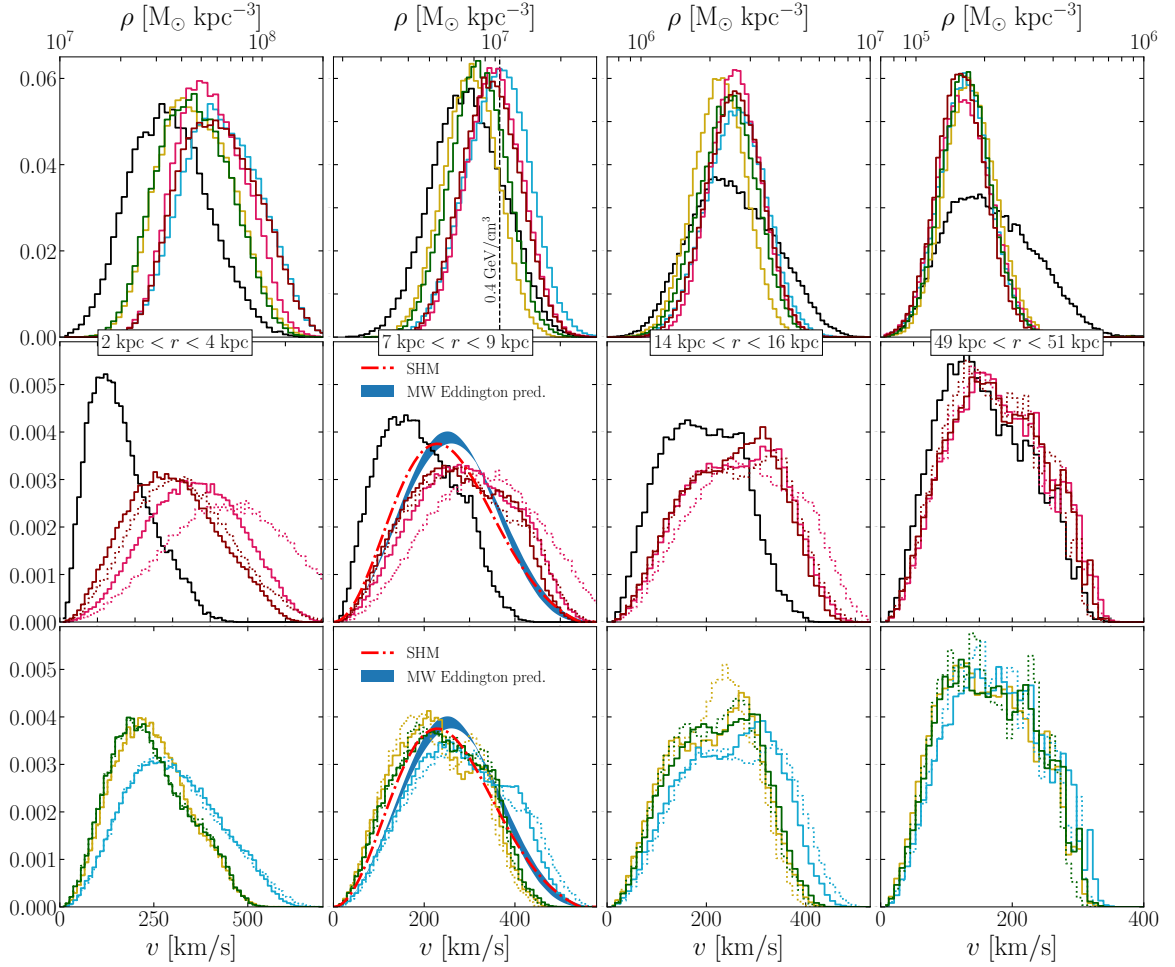 ρ [M⊙ kpc⁻³] ρ [M⊙ kpc⁻³] ρ [M⊙ kpc⁻³] ρ [M⊙ kpc⁻³]
10⁷ 10⁸ 10⁷ 10⁶ 10⁷ 10⁵ 10⁶
0.06
0.04
0.02
0.00
0.4 GeV/cm³
2 kpc < r < 4 kpc 7 kpc < r < 9 kpc 14 kpc < r < 16 kpc 49 kpc < r < 51 kpc
SHM
MW Eddington pred.
0.005
0.004
0.003
0.002
0.001
0.000
SHM
MW Eddington pred.
0.005
0.004
0.003
0.002
0.001
0.000
0 250 500 0 200 400 0 200 400 0 200 400
v [km/s] v [km/s] v [km/s] v [km/s]